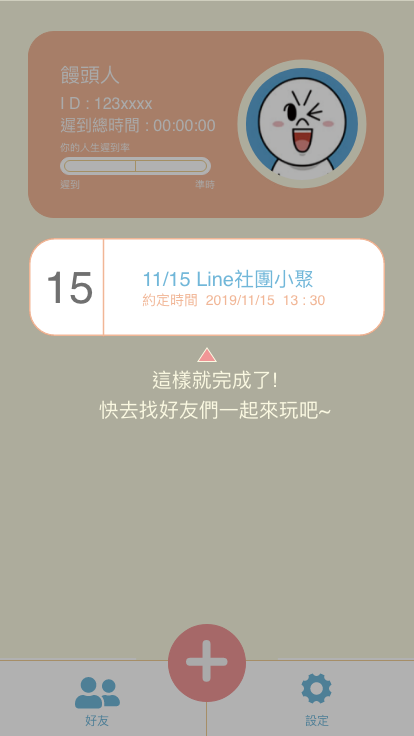 饅頭人
ID : 123xxxx
遲到總時間 : 00:00:00
你的人生遲到率
遲到 準時
15
11/15 Line社團小聚
約定時間 2019/11/15 13 : 30
這樣就完成了!
快去找好友們一起來玩吧~
好友 設定